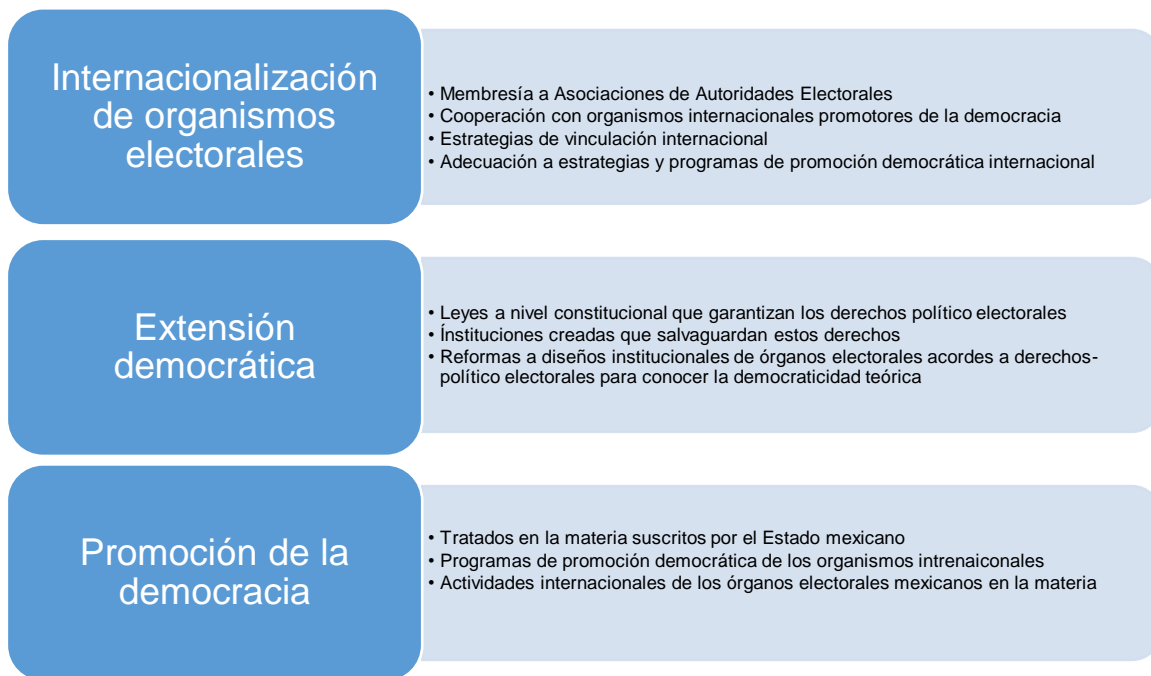 Internacionalización
de organismos
electorales
• Membresía a Asociaciones de Autoridades Electorales
• Cooperación con organismos internacionales promotores de la democracia
• Estrategias de vinculación internacional
• Adecuación a estrategias y programas de promoción democrática internacional
Extensión
democrática
• Leyes a nivel constitucional que garantizan los derechos político electorales
• Ínstituciones creadas que salvaguardan estos derechos
• Reformas a diseños institucionales de órganos electorales acordes a derechos-
político electorales para conocer la democraticidad teórica
Promoción de la
democracia
• Tratados en la materia suscritos por el Estado mexicano
• Programas de promoción democrática de los organismos intrenaiconales
• Actividades internacionales de los órganos electorales mexicanos en la materia